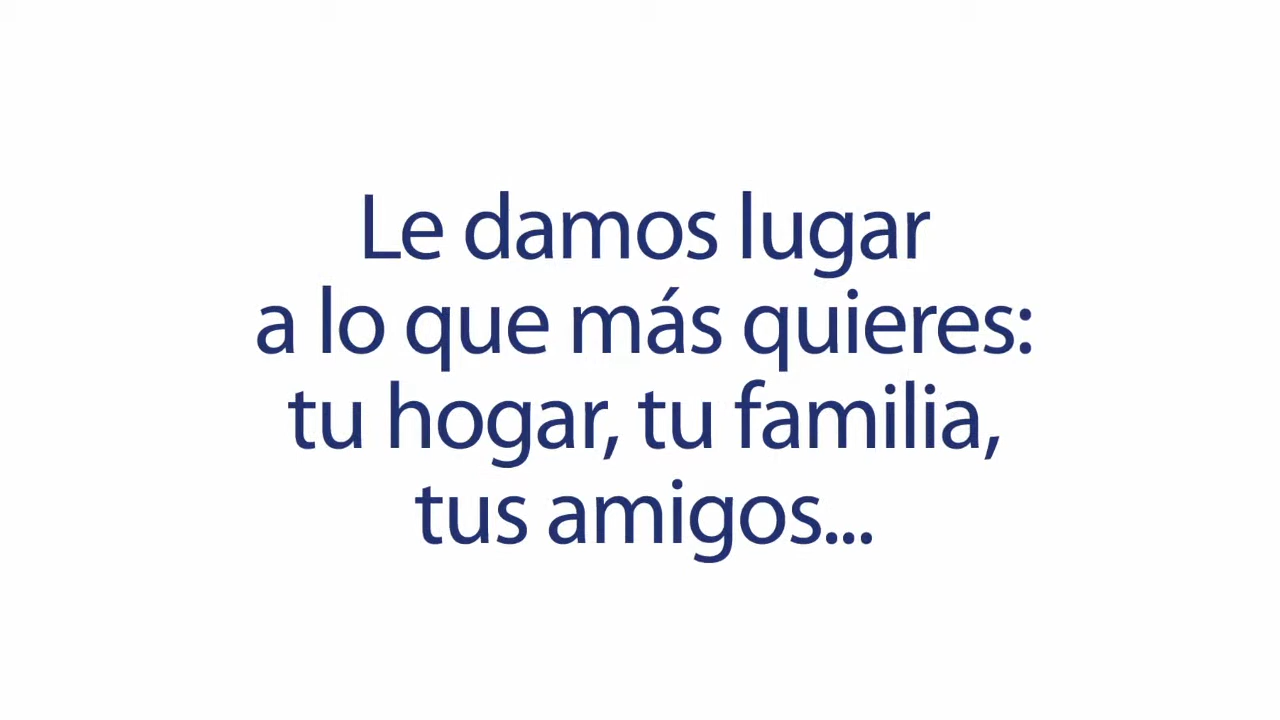 Le damos lugar
a lo que más quieres:
tu hogar, tu familia,
tus amigos...